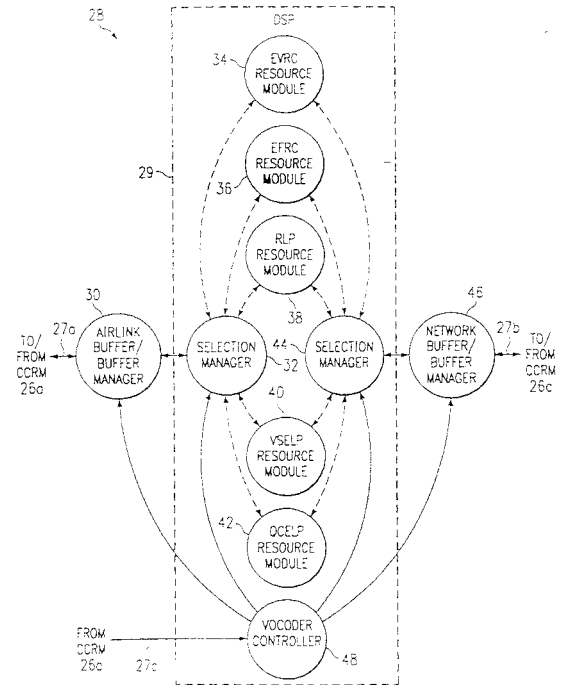 28
DSP
34
EVRC
RESOURCE
MODULE
29
EFRC
RESOURCE
MODULE
36
RLP
RESOURCE
MODULE
38
30
AIRLINK
BUFFER/
BUFFER
MANAGER
TO/
FROM
CCRM
26a
27a
SELECTION
MANAGER
32
44
SELECTION
MANAGER
46
NETWORK
BUFFER/
BUFFER
MANAGER
27b
TO/
FROM
CCRM
26c
40
VSELP
RESOURCE
MODULE
42
QCELP
RESOURCE
MODULE
VOCODER
CONTROLLER
48
FROM
CCRM
26c
27c